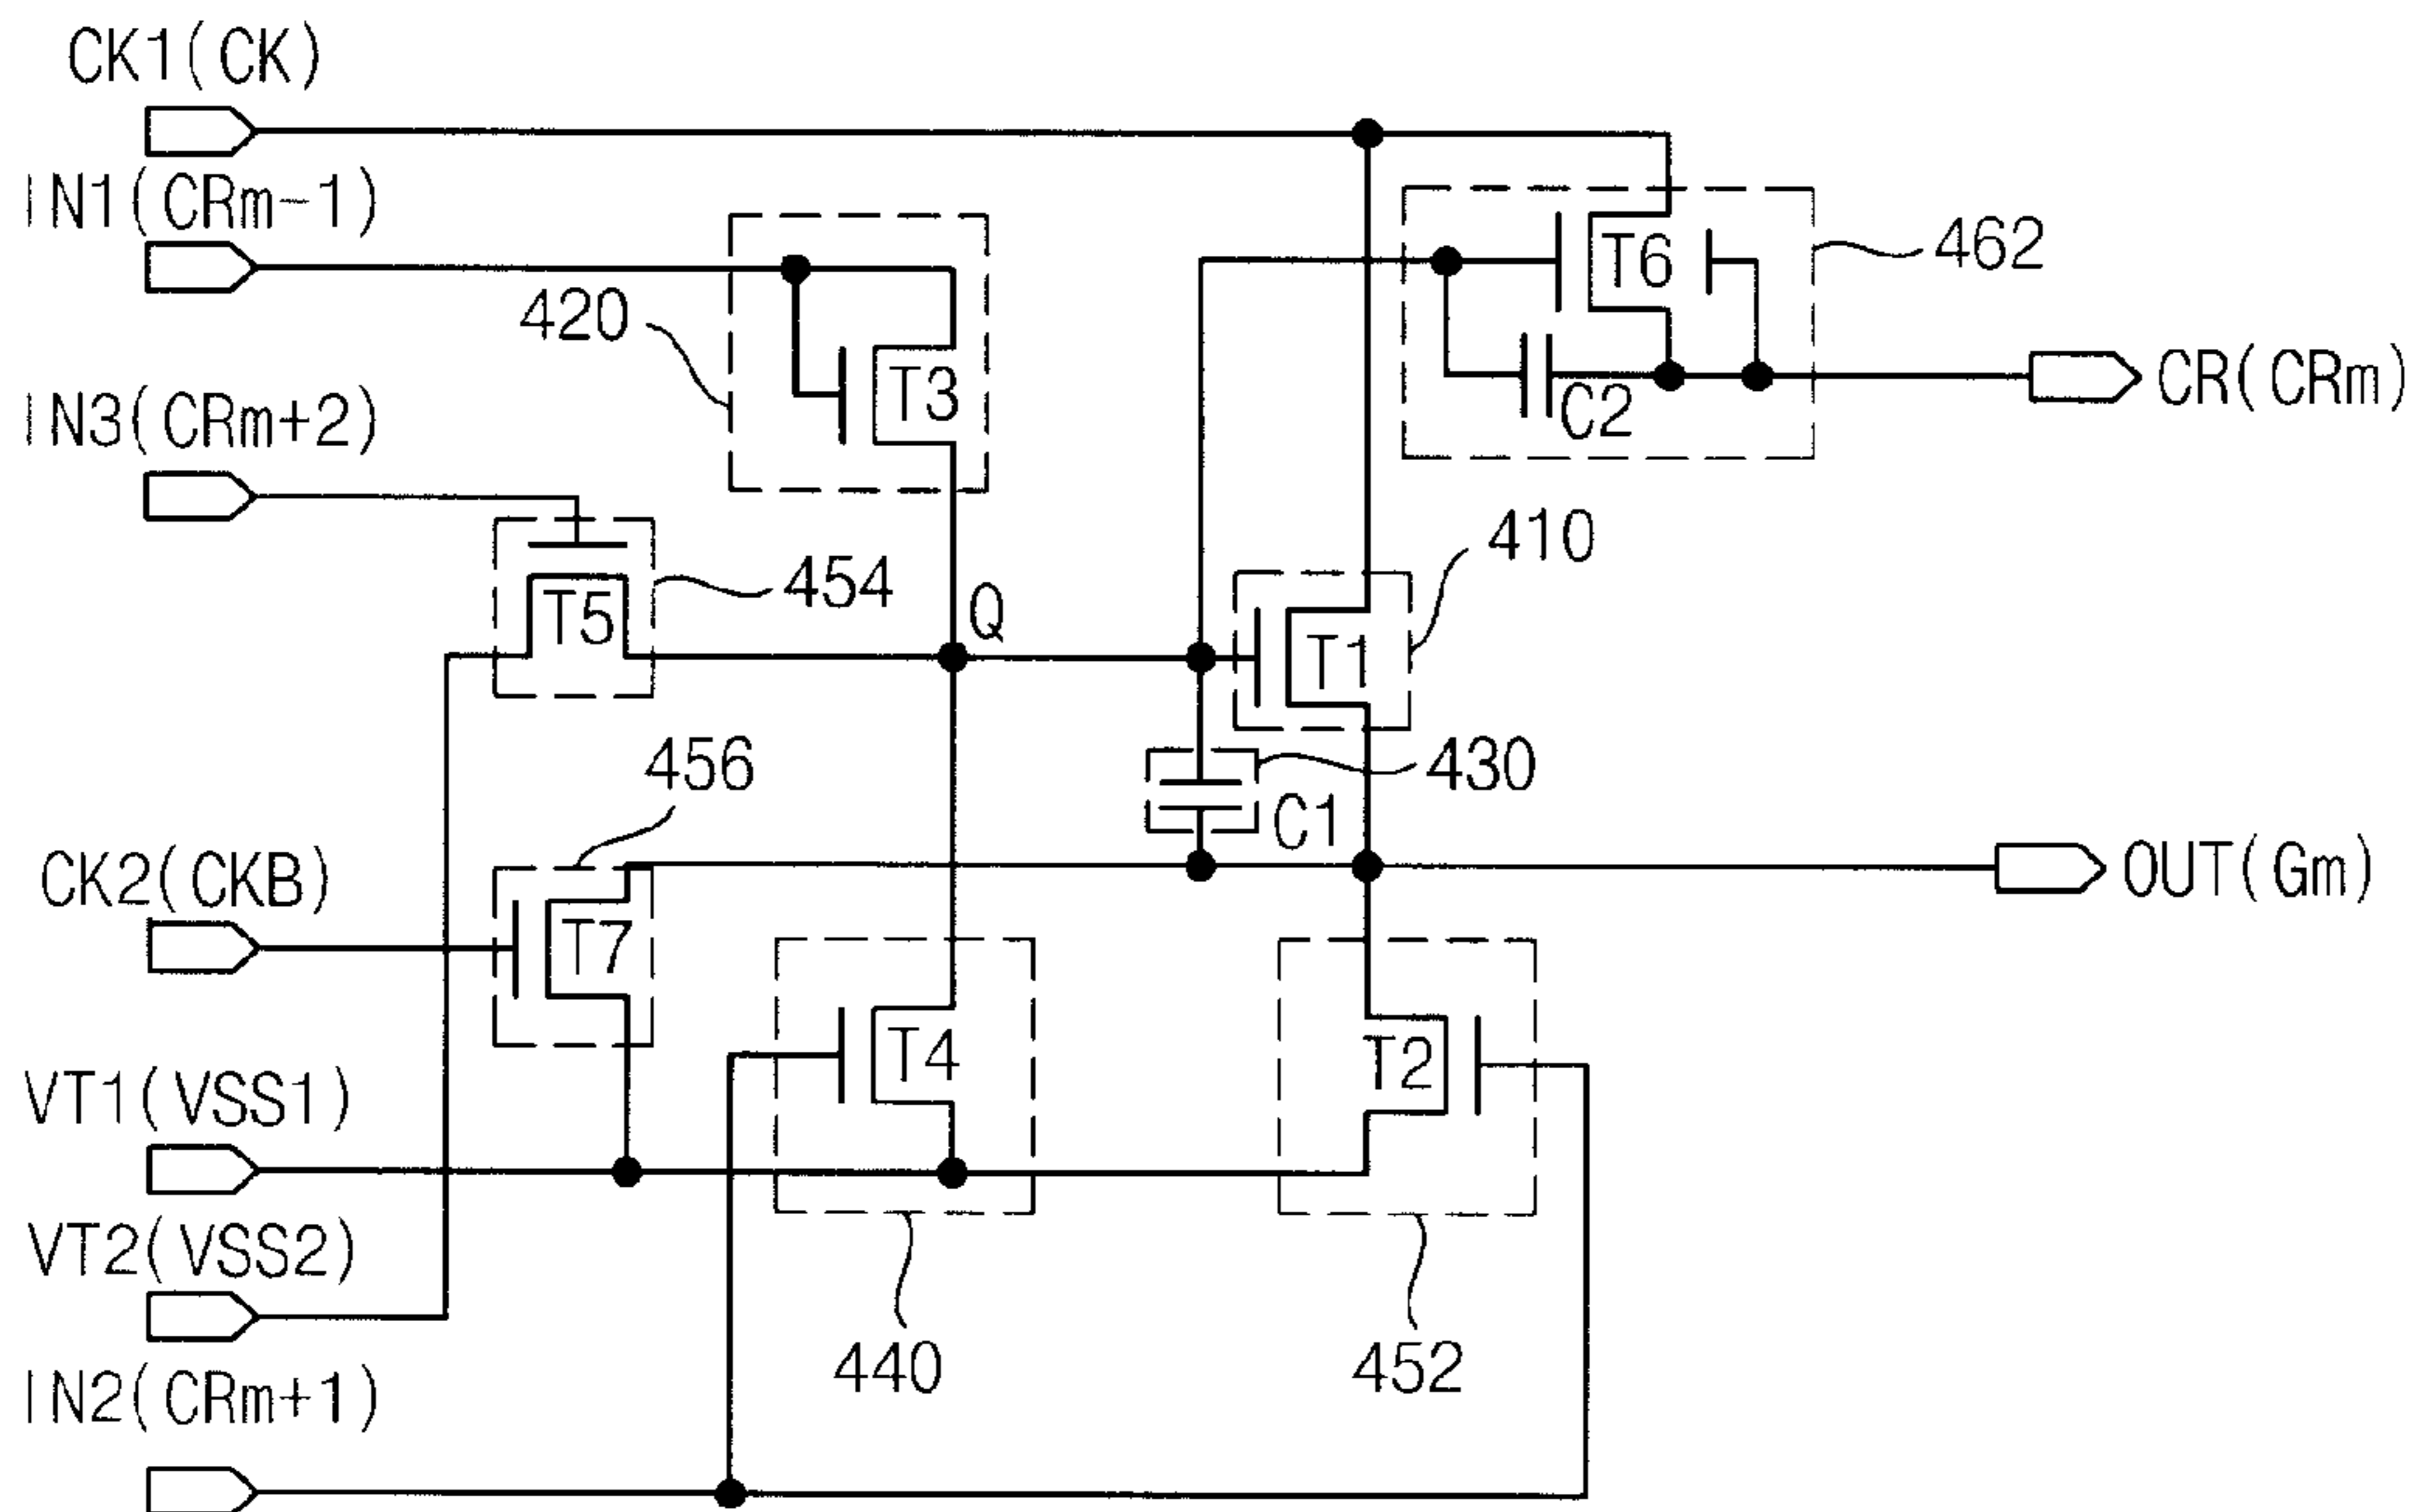 CK1(CK)
IN1(CRm-1)
T6
462
420
T3
CR(CRm)
IN3(CRm+2)
C2
410
454
T5
Q
T1
456
430
C1
CK2(CKB)
OUT(Gm)
T7
T4
T2
VT1(VSS1)
VT2(VSS2)
440
452
IN2(CRm+1)